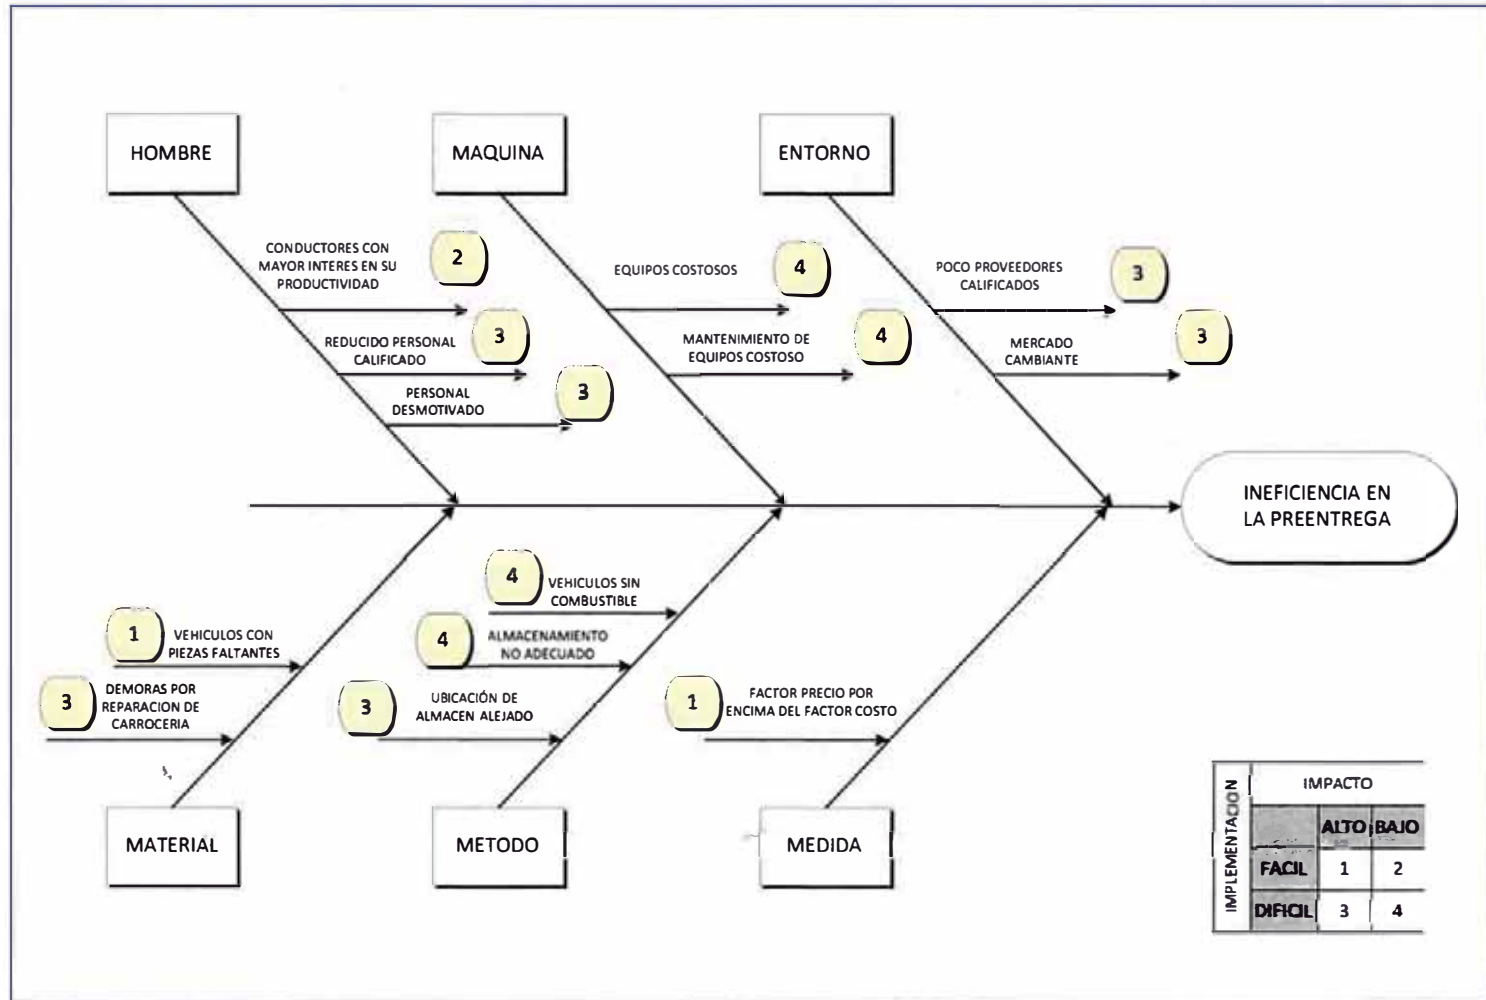 HOMBRE
MAQUINA
ENTORNO
CONDUCTORES CON
MAYOR INTERES EN SU
PRODUCTIVIDAD
2
REDUCIDO PERSONAL
CALIFICADO
3
PERSONAL
DESMOTIVADO
3
EQUIPOS COSTOSOS
4
MANTENIMIENTO DE
EQUIPOS COSTOSO
4
POCO PROVEEDORES
CALIFICADOS
3
MERCADO
CAMBIANTE
3
INEFICIENCIA EN
LA PREENTREGA
1
VEHICULOS CON
PIEZAS FALTANTES
3
DEMORAS POR
REPARACION DE
CARROCERIA
4
VEHICULOS SIN
COMBUSTIBLE
4
ALMACENAMIENTO
NO ADECUADO
3
UBICACIÓN DE
ALMACEN ALEJADO
1
FACTOR PRECIO POR
ENCIMA DEL FACTOR COSTO
MATERIAL
METODO
MEDIDA
IMPLEMENTACION
IMPACTO
ALTO BAJO
FACIL 1 2
DIFICIL 3 4